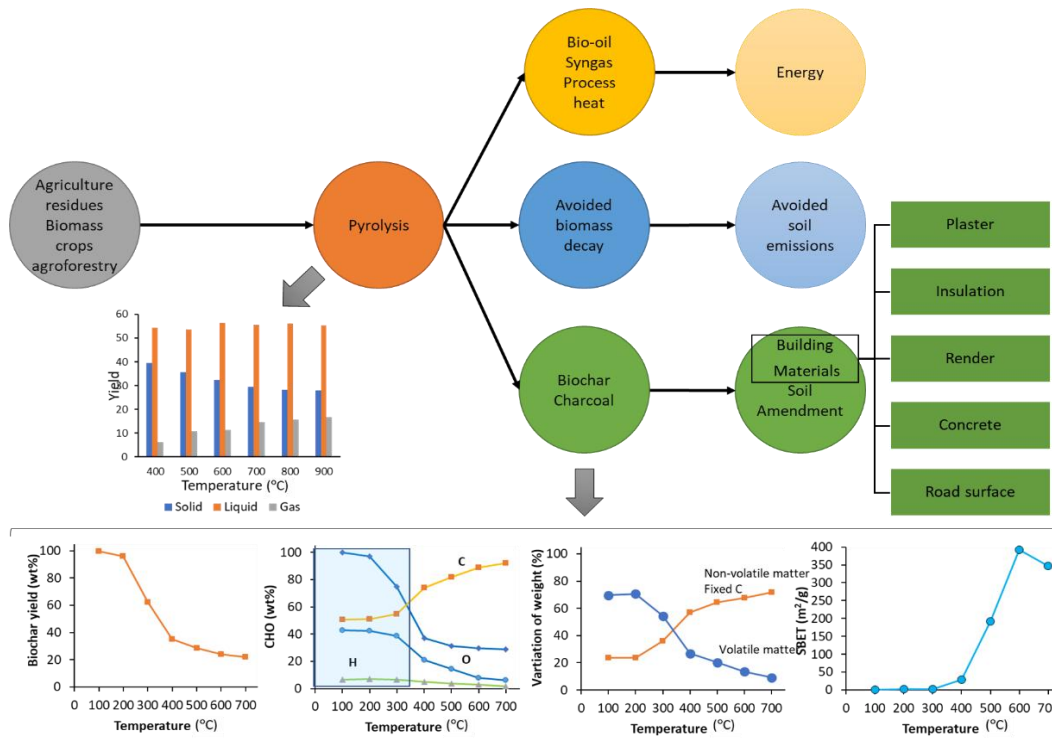 Bio-oil
Syngas
Process
heat
Energy
Agriculture
residues
Biomass
crops
agroforestry
Pyrolysis
Avoided
biomass
decay
Avoided
soil
emissions
Biochar
Charcoal
Building
Materials
Soil
Amendment
Plaster
Insulation
Render
Concrete
Road surface
Yield
60
50
40
30
20
10
0
400 500 600 700 800 900
Temperature (°C)
Solid Liquid Gas
Biochar yield (wt%)
120
100
80
60
40
20
0
0 100 200 300 400 500 600 700
Temperature (°C)
CHO (wt%)
100
80
60
40
20
0
C
H
O
0 100 200 300 400 500 600 700
Temperature (°C)
Vartiation of weight (%)
100
80
60
40
20
0
Non-volatile matter
Fixed C
Volatile matter
0 100 200 300 400 500 600 700
Temperature (°C)
SBET (m²/g)
400
350
300
250
200
150
100
50
0
0 100 200 300 400 500 600 700
Temperature (°C)